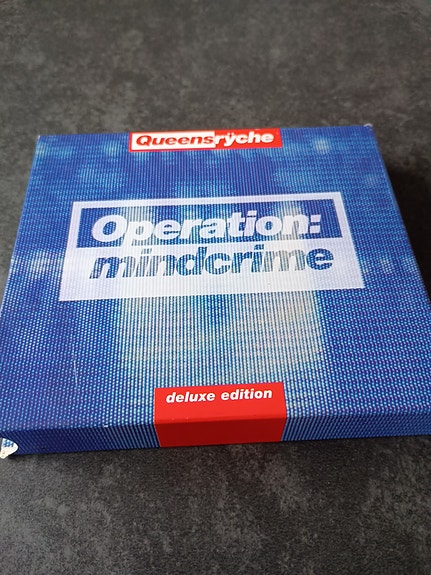 Queensrÿche
Operation:
mindcrime
deluxe edition